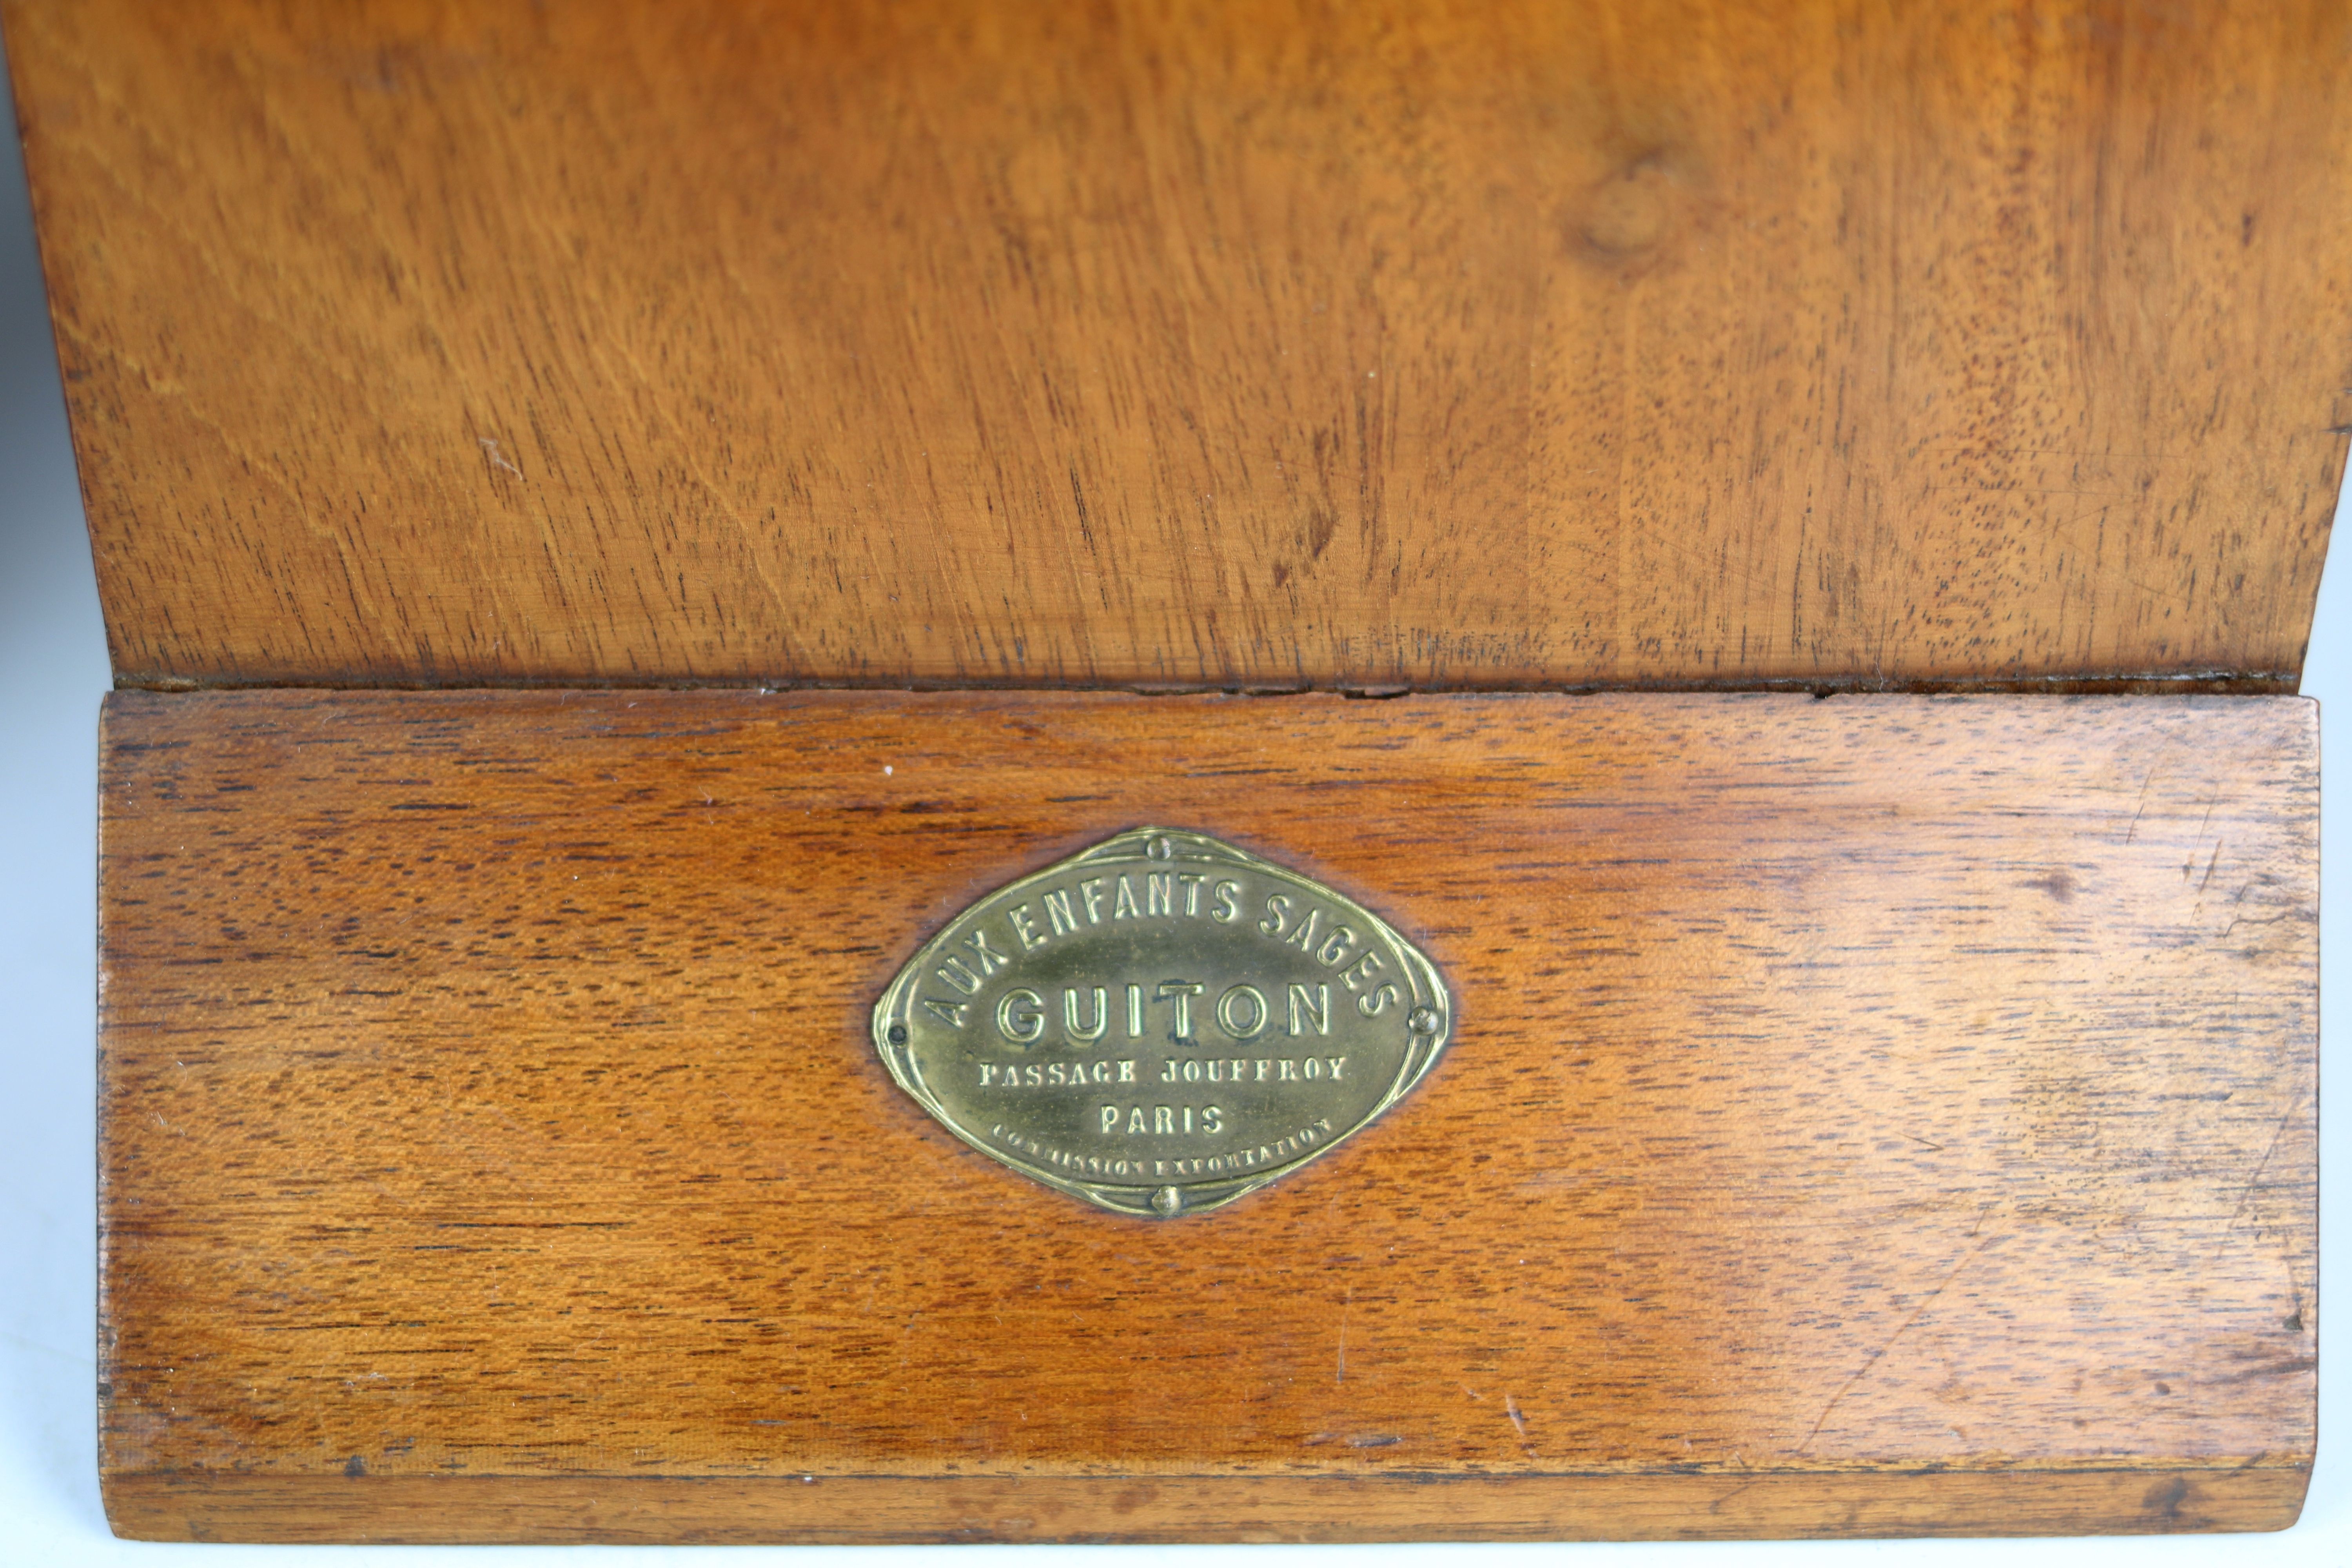 AUX ENFANTS SAGES
GUITON
PASSAGE JOUFFROY
PARIS
COMMISSION EXPORTATION